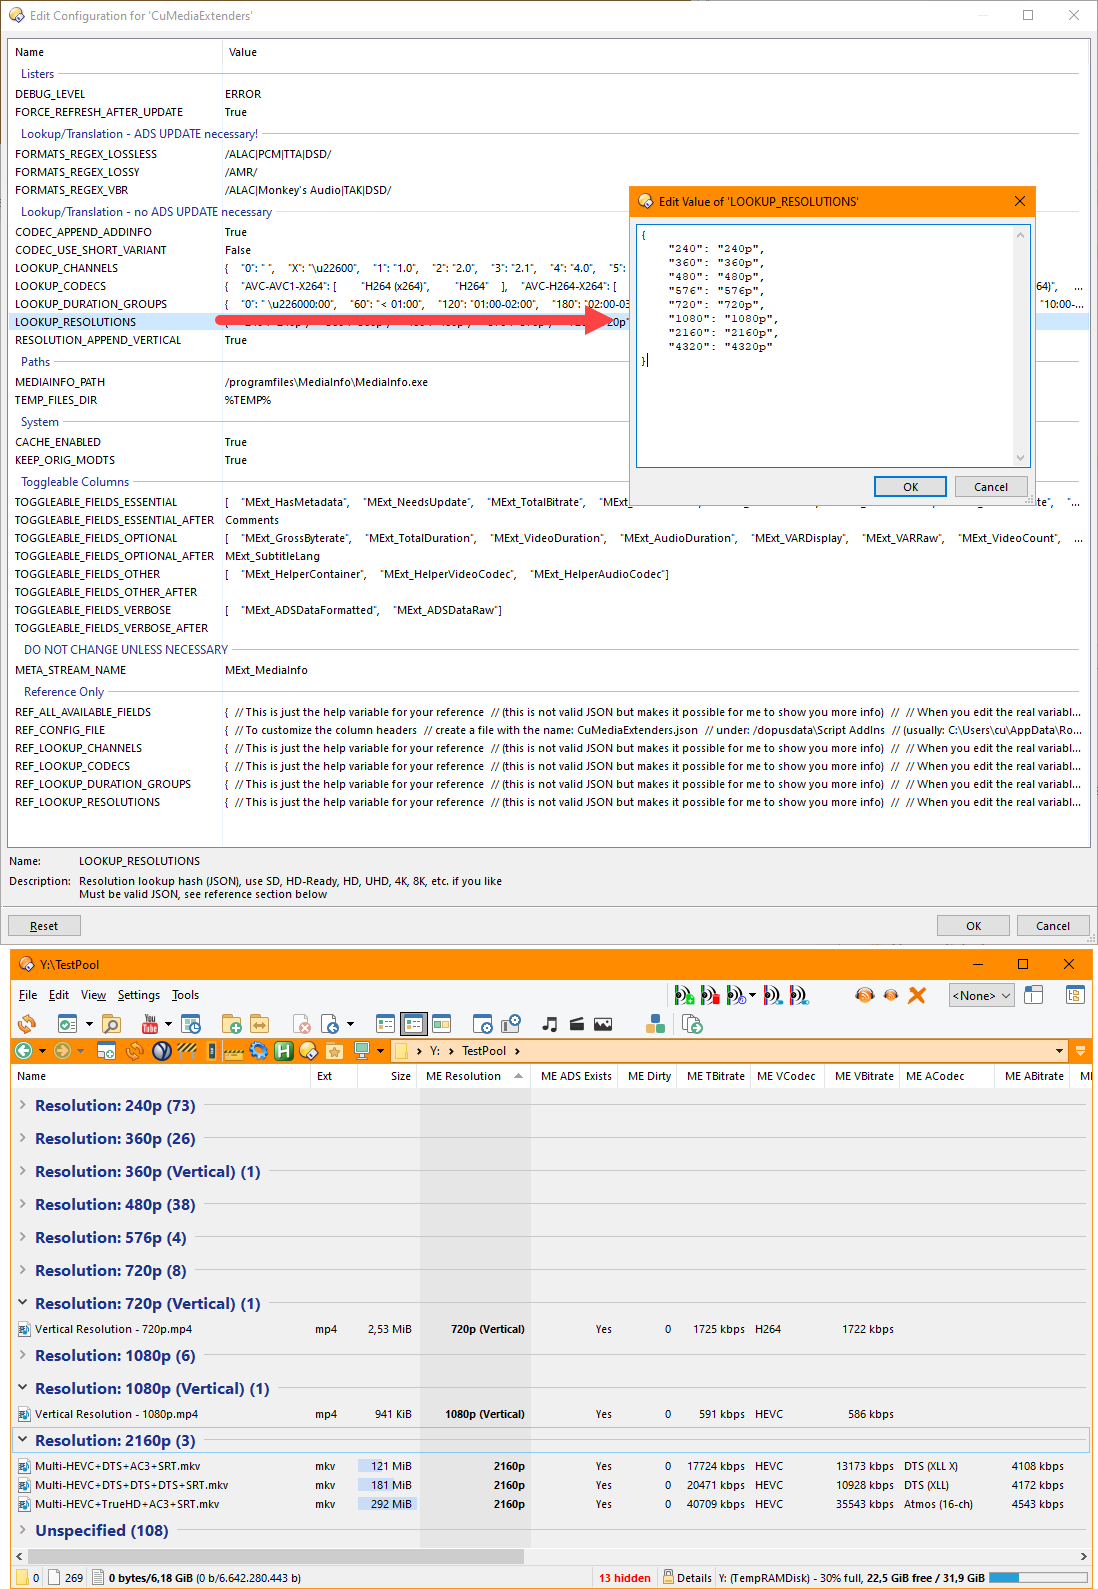 Edit Configuration for 'CuMediaExtenders'
Name Value
Listers
DEBUG_LEVEL ERROR
FORCE_REFRESH_AFTER_UPDATE True
Lookup/Translation - ADS UPDATE necessary!
FORMATS_REGEX_LOSSLESS /ALAC|PCM|TTA|DSD/
FORMATS_REGEX_LOSSY /AMR/
FORMATS_REGEX_VBR /ALAC|Monkey's Audio|TAK|DSD/
Lookup/Translation - no ADS UPDATE necessary
CODEC_APPEND_ADDINFO True
CODEC_USE_SHORT_VARIANT False
LOOKUP_CHANNELS { "0": " ", "X": "\u22600", "1": "1.0", "2": "2.0", "3": "2.1", "4": "4.0", "5":
LOOKUP_CODECS { "AVC-AVC1-X264": [ "H264 (x264)", "H264" ], "AVC-H264-X264": [ 64)", ...
LOOKUP_DURATION_GROUPS { "0": " \u226000:00", "60": "< 01:00", "120": "01:00-02:00", "180": "02:00-03 "10:00-...
LOOKUP_RESOLUTIONS
RESOLUTION_APPEND_VERTICAL True
Paths
MEDIAINFO_PATH /programfiles\MediaInfo\MediaInfo.exe
TEMP_FILES_DIR %TEMP%
System
CACHE_ENABLED True
KEEP_ORIG_MODTS True
Toggleable Columns
TOGGLEABLE_FIELDS_ESSENTIAL [ "MExt_HasMetadata", "MExt_NeedsUpdate", "MExt_TotalBitrate", "MExt_ ate", "...
TOGGLEABLE_FIELDS_ESSENTIAL_AFTER Comments
TOGGLEABLE_FIELDS_OPTIONAL [ "MExt_GrossByterate", "MExt_TotalDuration", "MExt_VideoDuration", "MExt_AudioDuration", "MExt_VARDisplay", "MExt_VARRaw", "MExt_VideoCount", ...
TOGGLEABLE_FIELDS_OPTIONAL_AFTER MExt_SubtitleLang
TOGGLEABLE_FIELDS_OTHER [ "MExt_HelperContainer", "MExt_HelperVideoCodec", "MExt_HelperAudioCodec"]
TOGGLEABLE_FIELDS_OTHER_AFTER
TOGGLEABLE_FIELDS_VERBOSE [ "MExt_ADSDataFormatted", "MExt_ADSDataRaw"]
TOGGLEABLE_FIELDS_VERBOSE_AFTER
DO NOT CHANGE UNLESS NECESSARY
META_STREAM_NAME MExt_MediaInfo
Reference Only
REF_ALL_AVAILABLE_FIELDS { // This is just the help variable for your reference // (this is not valid JSON but makes it possible for me to show you more info) // // When you edit the real variabl...
REF_CONFIG_FILE { // To customize the column headers // create a file with the name: CuMediaExtenders.json // under: /dopusdata\Script AddIns // (usually: C:\Users\cu\AppData\Ro...
REF_LOOKUP_CHANNELS { // This is just the help variable for your reference // (this is not valid JSON but makes it possible for me to show you more info) // // When you edit the real variabl...
REF_LOOKUP_CODECS { // This is just the help variable for your reference // (this is not valid JSON but makes it possible for me to show you more info) // // When you edit the real variabl...
REF_LOOKUP_DURATION_GROUPS { // This is just the help variable for your reference // (this is not valid JSON but makes it possible for me to show you more info) // // When you edit the real variabl...
REF_LOOKUP_RESOLUTIONS { // This is just the help variable for your reference // (this is not valid JSON but makes it possible for me to show you more info) // // When you edit the real variabl...
Name: LOOKUP_RESOLUTIONS
Description: Resolution lookup hash (JSON), use SD, HD-Ready, HD, UHD, 4K, 8K, etc. if you like
Must be valid JSON, see reference section below
Reset OK Cancel
Edit Value of 'LOOKUP_RESOLUTIONS'
{
"240": "240p",
"360": "360p",
"480": "480p",
"576": "576p",
"720": "720p",
"1080": "1080p",
"2160": "2160p",
"4320": "4320p"
}
OK Cancel
Y:\TestPool
File Edit View Settings Tools <None>
You Tube
Y: TestPool
Name Ext Size ME Resolution ME ADS Exists ME Dirty ME TBitrate ME VCodec ME VBitrate ME ACodec ME ABitrate
Resolution: 240p (73)
Resolution: 360p (26)
Resolution: 360p (Vertical) (1)
Resolution: 480p (38)
Resolution: 576p (4)
Resolution: 720p (8)
Resolution: 720p (Vertical) (1)
Vertical Resolution - 720p.mp4 mp4 2,53 MiB 720p (Vertical) Yes 0 1725 kbps H264 1722 kbps
Resolution: 1080p (6)
Resolution: 1080p (Vertical) (1)
Vertical Resolution - 1080p.mp4 mp4 941 KiB 1080p (Vertical) Yes 0 591 kbps HEVC 586 kbps
Resolution: 2160p (3)
Multi-HEVC+DTS+AC3+SRT.mkv mkv 121 MiB 2160p Yes 0 17724 kbps HEVC 13173 kbps DTS (XLL X) 4108 kbps
Multi-HEVC+DTS+DTS+DTS+SRT.mkv mkv 181 MiB 2160p Yes 0 20471 kbps HEVC 10928 kbps DTS (XLL) 4172 kbps
Multi-HEVC+TrueHD+AC3+SRT.mkv mkv 292 MiB 2160p Yes 0 40709 kbps HEVC 35543 kbps Atmos (16-ch) 4543 kbps
Unspecified (108)
0 269 0 bytes/6,18 GiB (0 b/6.642.280.443 b) 13 hidden Details Y: (TempRAMDisk) - 30% full, 22,5 GiB free / 31,9 GiB